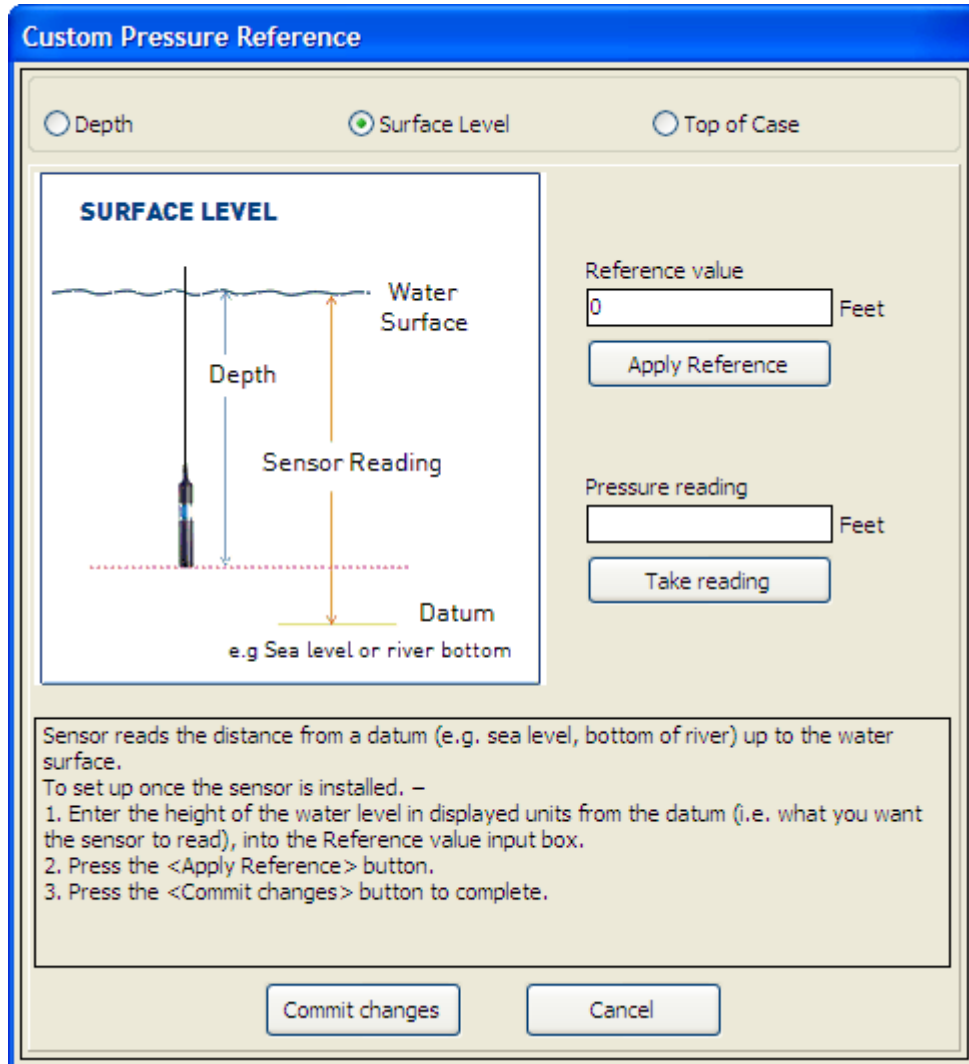 Custom Pressure Reference
Depth
Surface Level
Top of Case
SURFACE LEVEL
Water
Surface
Depth
Sensor Reading
Datum
e.g Sea level or river bottom
Reference value
0
Feet
Apply Reference
Pressure reading
Feet
Take reading
Sensor reads the distance from a datum (e.g. sea level, bottom of river) up to the water
surface.
To set up once the sensor is installed. –
1. Enter the height of the water level in displayed units from the datum (i.e. what you want
the sensor to read), into the Reference value input box.
2. Press the <Apply Reference> button.
3. Press the <Commit changes> button to complete.
Commit changes
Cancel